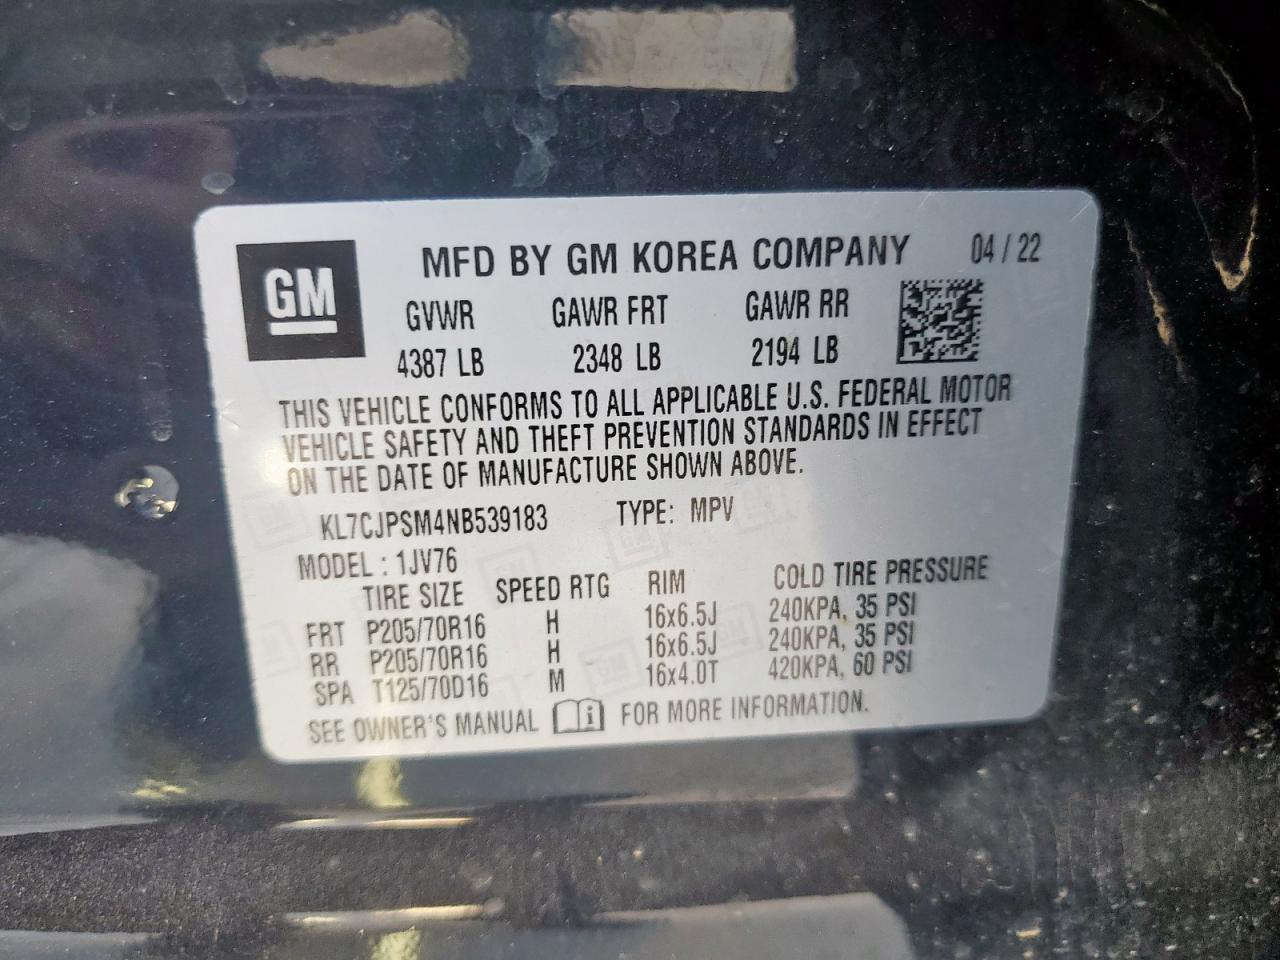 GM
MFD BY GM KOREA COMPANY 04 / 22
GVWR GAWR FRT GAWR RR
4387 LB 2348 LB 2194 LB
THIS VEHICLE CONFORMS TO ALL APPLICABLE U.S. FEDERAL MOTOR
VEHICLE SAFETY AND THEFT PREVENTION STANDARDS IN EFFECT
ON THE DATE OF MANUFACTURE SHOWN ABOVE.
KL7CJPSM4NB539183 TYPE: MPV
MODEL : 1JV76
TIRE SIZE SPEED RTG RIM COLD TIRE PRESSURE
FRT P205/70R16 H 16x6.5J 240KPA, 35 PSI
RR P205/70R16 H 16x6.5J 240KPA, 35 PSI
SPA T125/70D16 M 16x4.0T 420KPA, 60 PSI
SEE OWNER'S MANUAL i FOR MORE INFORMATION.